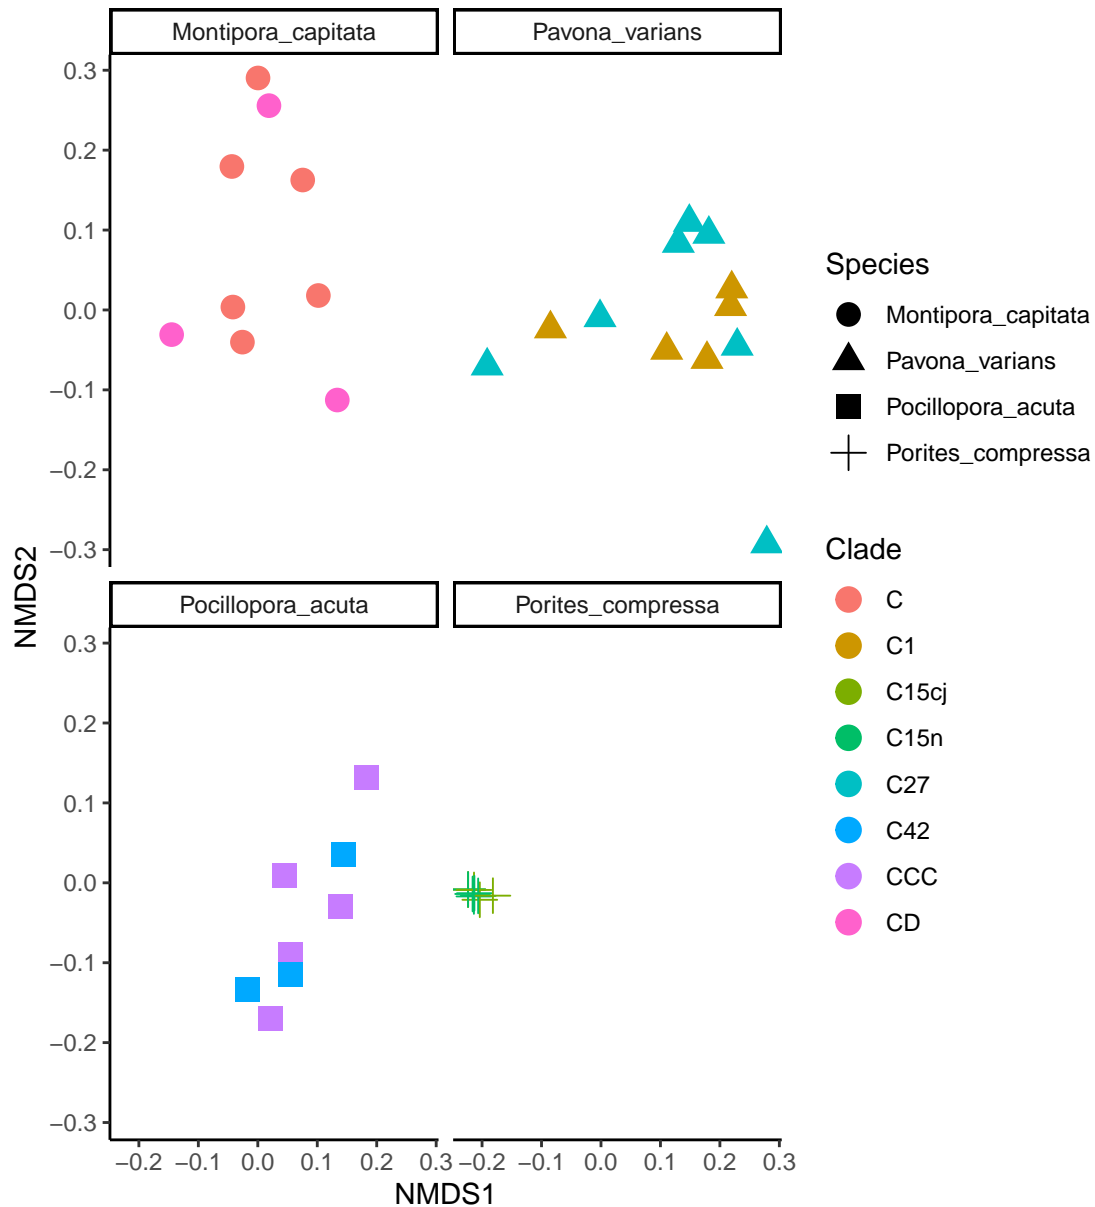 Montipora_capitata
Pavona_varians
0.3
0.2
0.1
0.0
−0.1
−0.2
−0.3
NMDS2
Pocillopora_acuta
Porites_compressa
0.3
0.2
0.1
0.0
−0.1
−0.2
−0.3
−0.2 −0.1 0.0 0.1 0.2 0.3
−0.2 −0.1 0.0 0.1 0.2 0.3
NMDS1
Species
Montipora_capitata
Pavona_varians
Pocillopora_acuta
Porites_compressa
Clade
C
C1
C15cj
C15n
C27
C42
CCC
CD